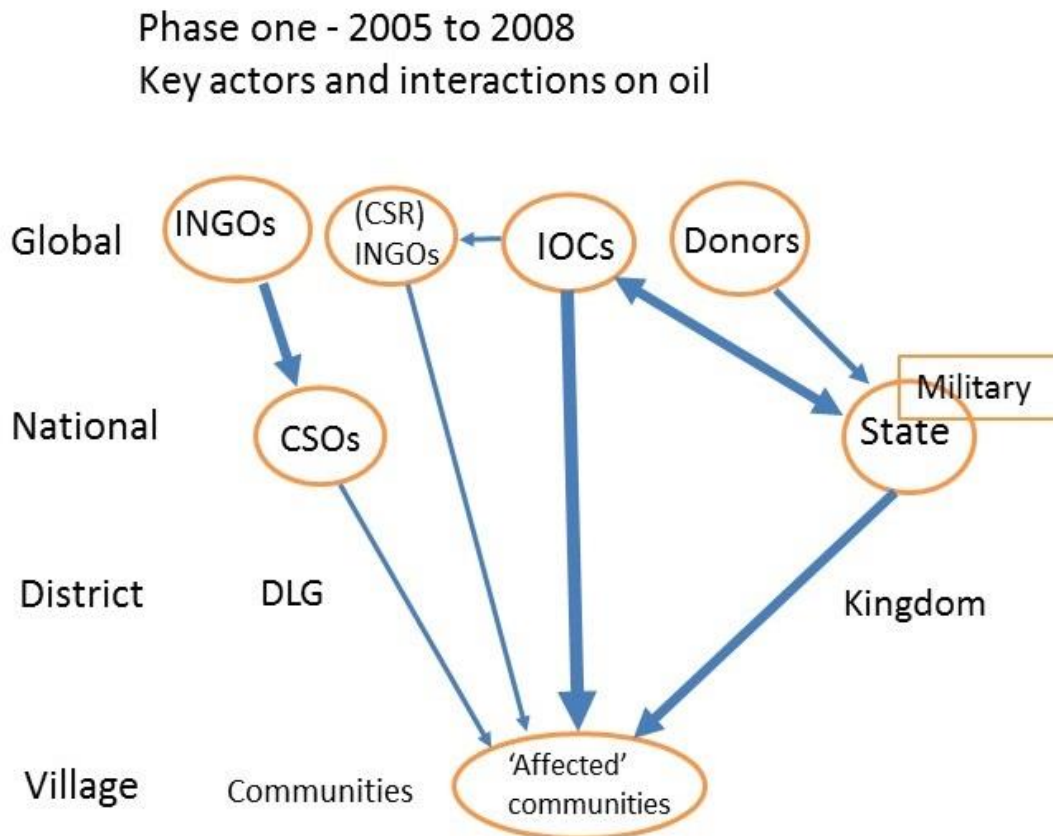 Phase one - 2005 to 2008
Key actors and interactions on oil
Global
INGOs
(CSR)
INGOs
IOCs
Donors
National
CSOs
Military
State
District
DLG
Kingdom
Village
Communities
‘Affected’
communities